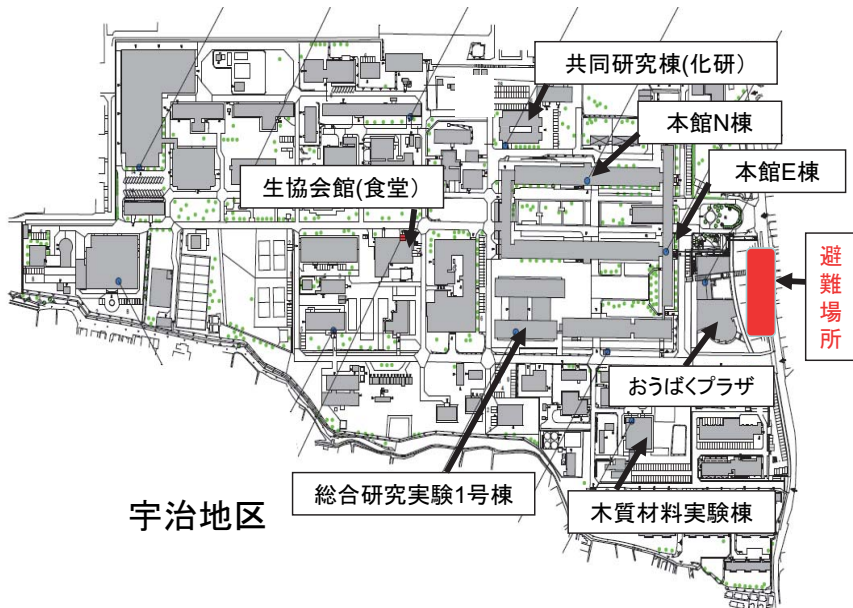 共同研究棟(化研)
本館N棟
本館E棟
生協会館(食堂)
避難場所
おうばくプラザ
総合研究実験1号棟
木質材料実験棟
宇治地区